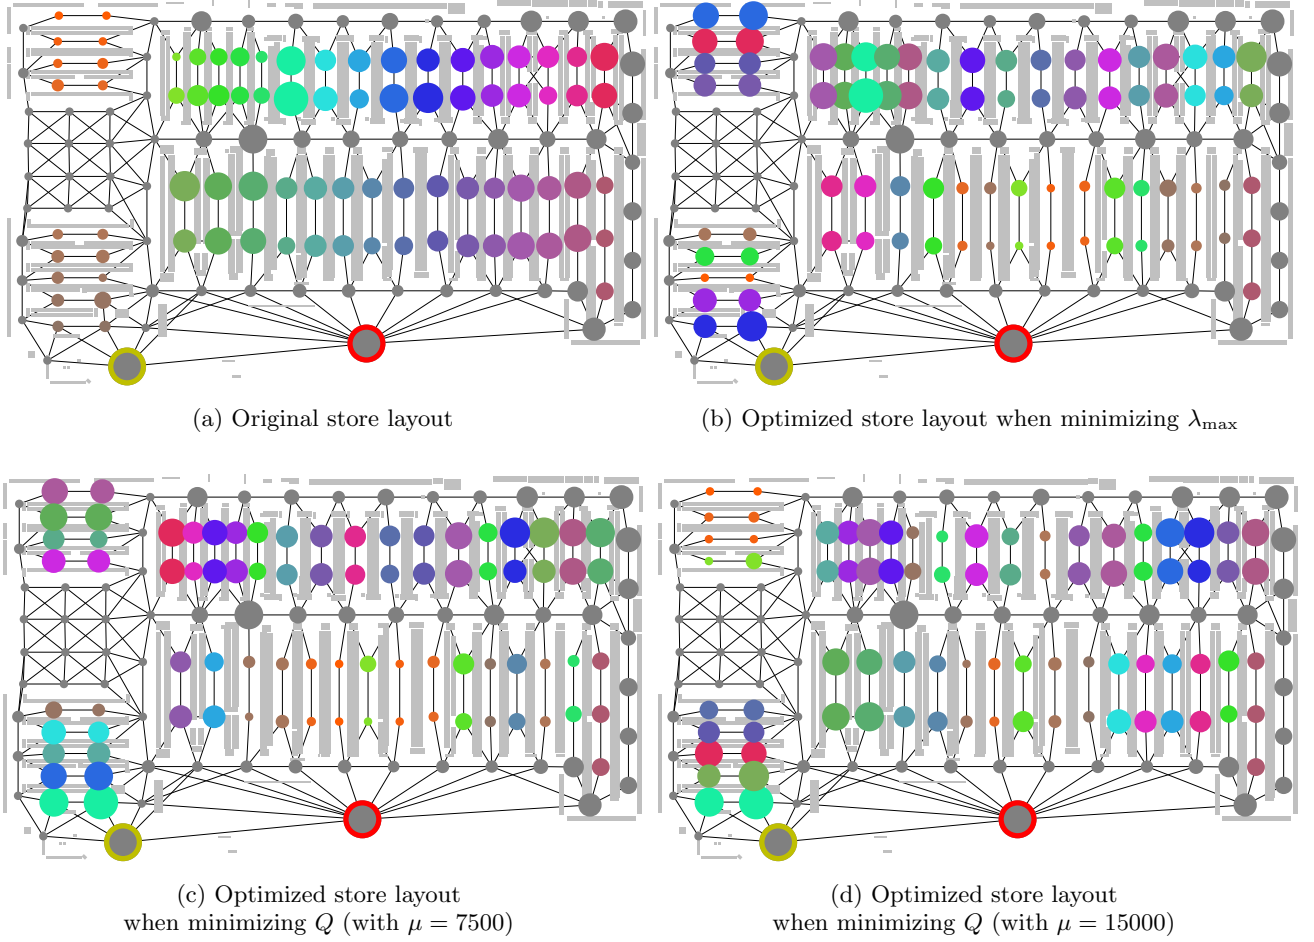 (a) Original store layout
(b) Optimized store layout when minimizing λmax
(c) Optimized store layout
when minimizing Q (with μ = 7500)
(d) Optimized store layout
when minimizing Q (with μ = 15000)